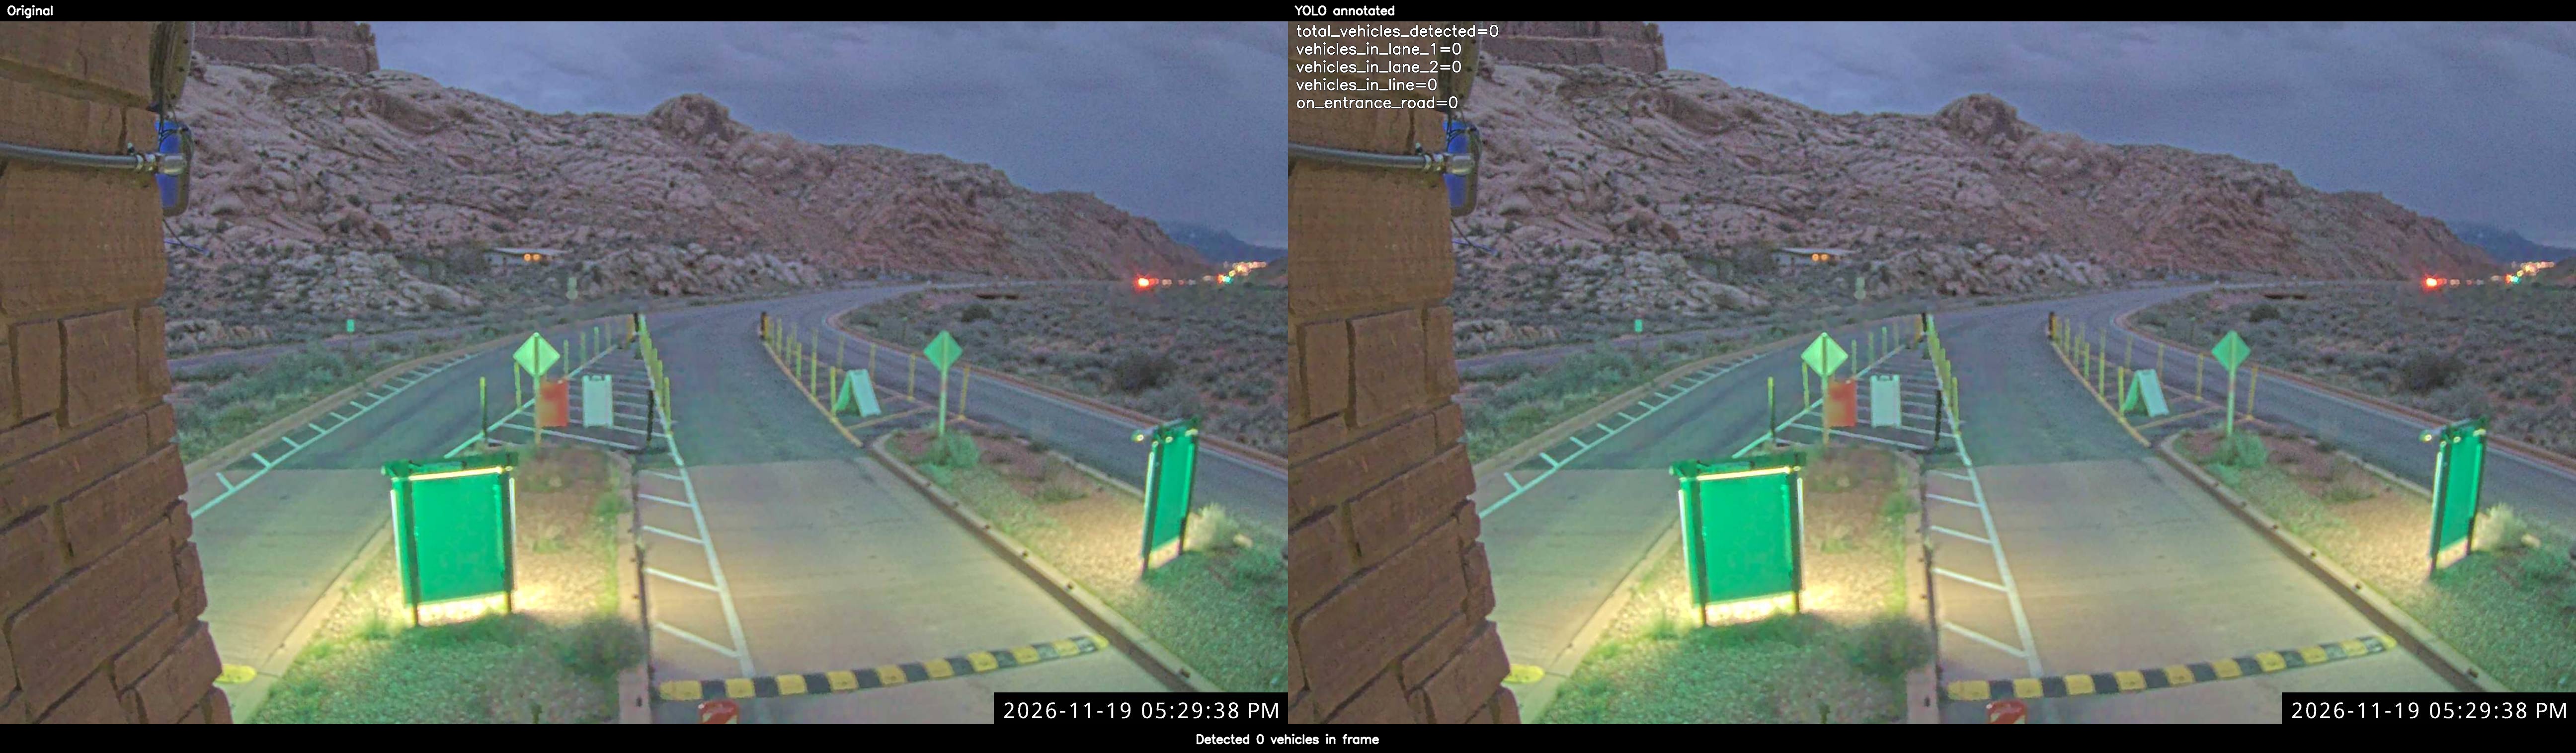 Original
YOLO annotated
total_vehicles_detected=0
vehicles_in_lane_1=0
vehicles_in_lane_2=0
vehicles_in_line=0
on_entrance_road=0
2026-11-19 05:29:38 PM
2026-11-19 05:29:38 PM
Detected 0 vehicles in frame